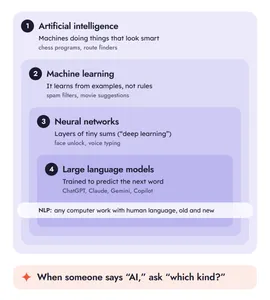 1 Artificial intelligence
Machines doing things that look smart
chess programs, route finders
2 Machine learning
It learns from examples, not rules
spam filters, movie suggestions
3 Neural networks
Layers of tiny sums (“deep learning”)
face unlock, voice typing
4 Large language models
Trained to predict the next word
ChatGPT, Claude, Gemini, Copilot
NLP: any computer work with human language, old and new
When someone says “AI,” ask “which kind?”